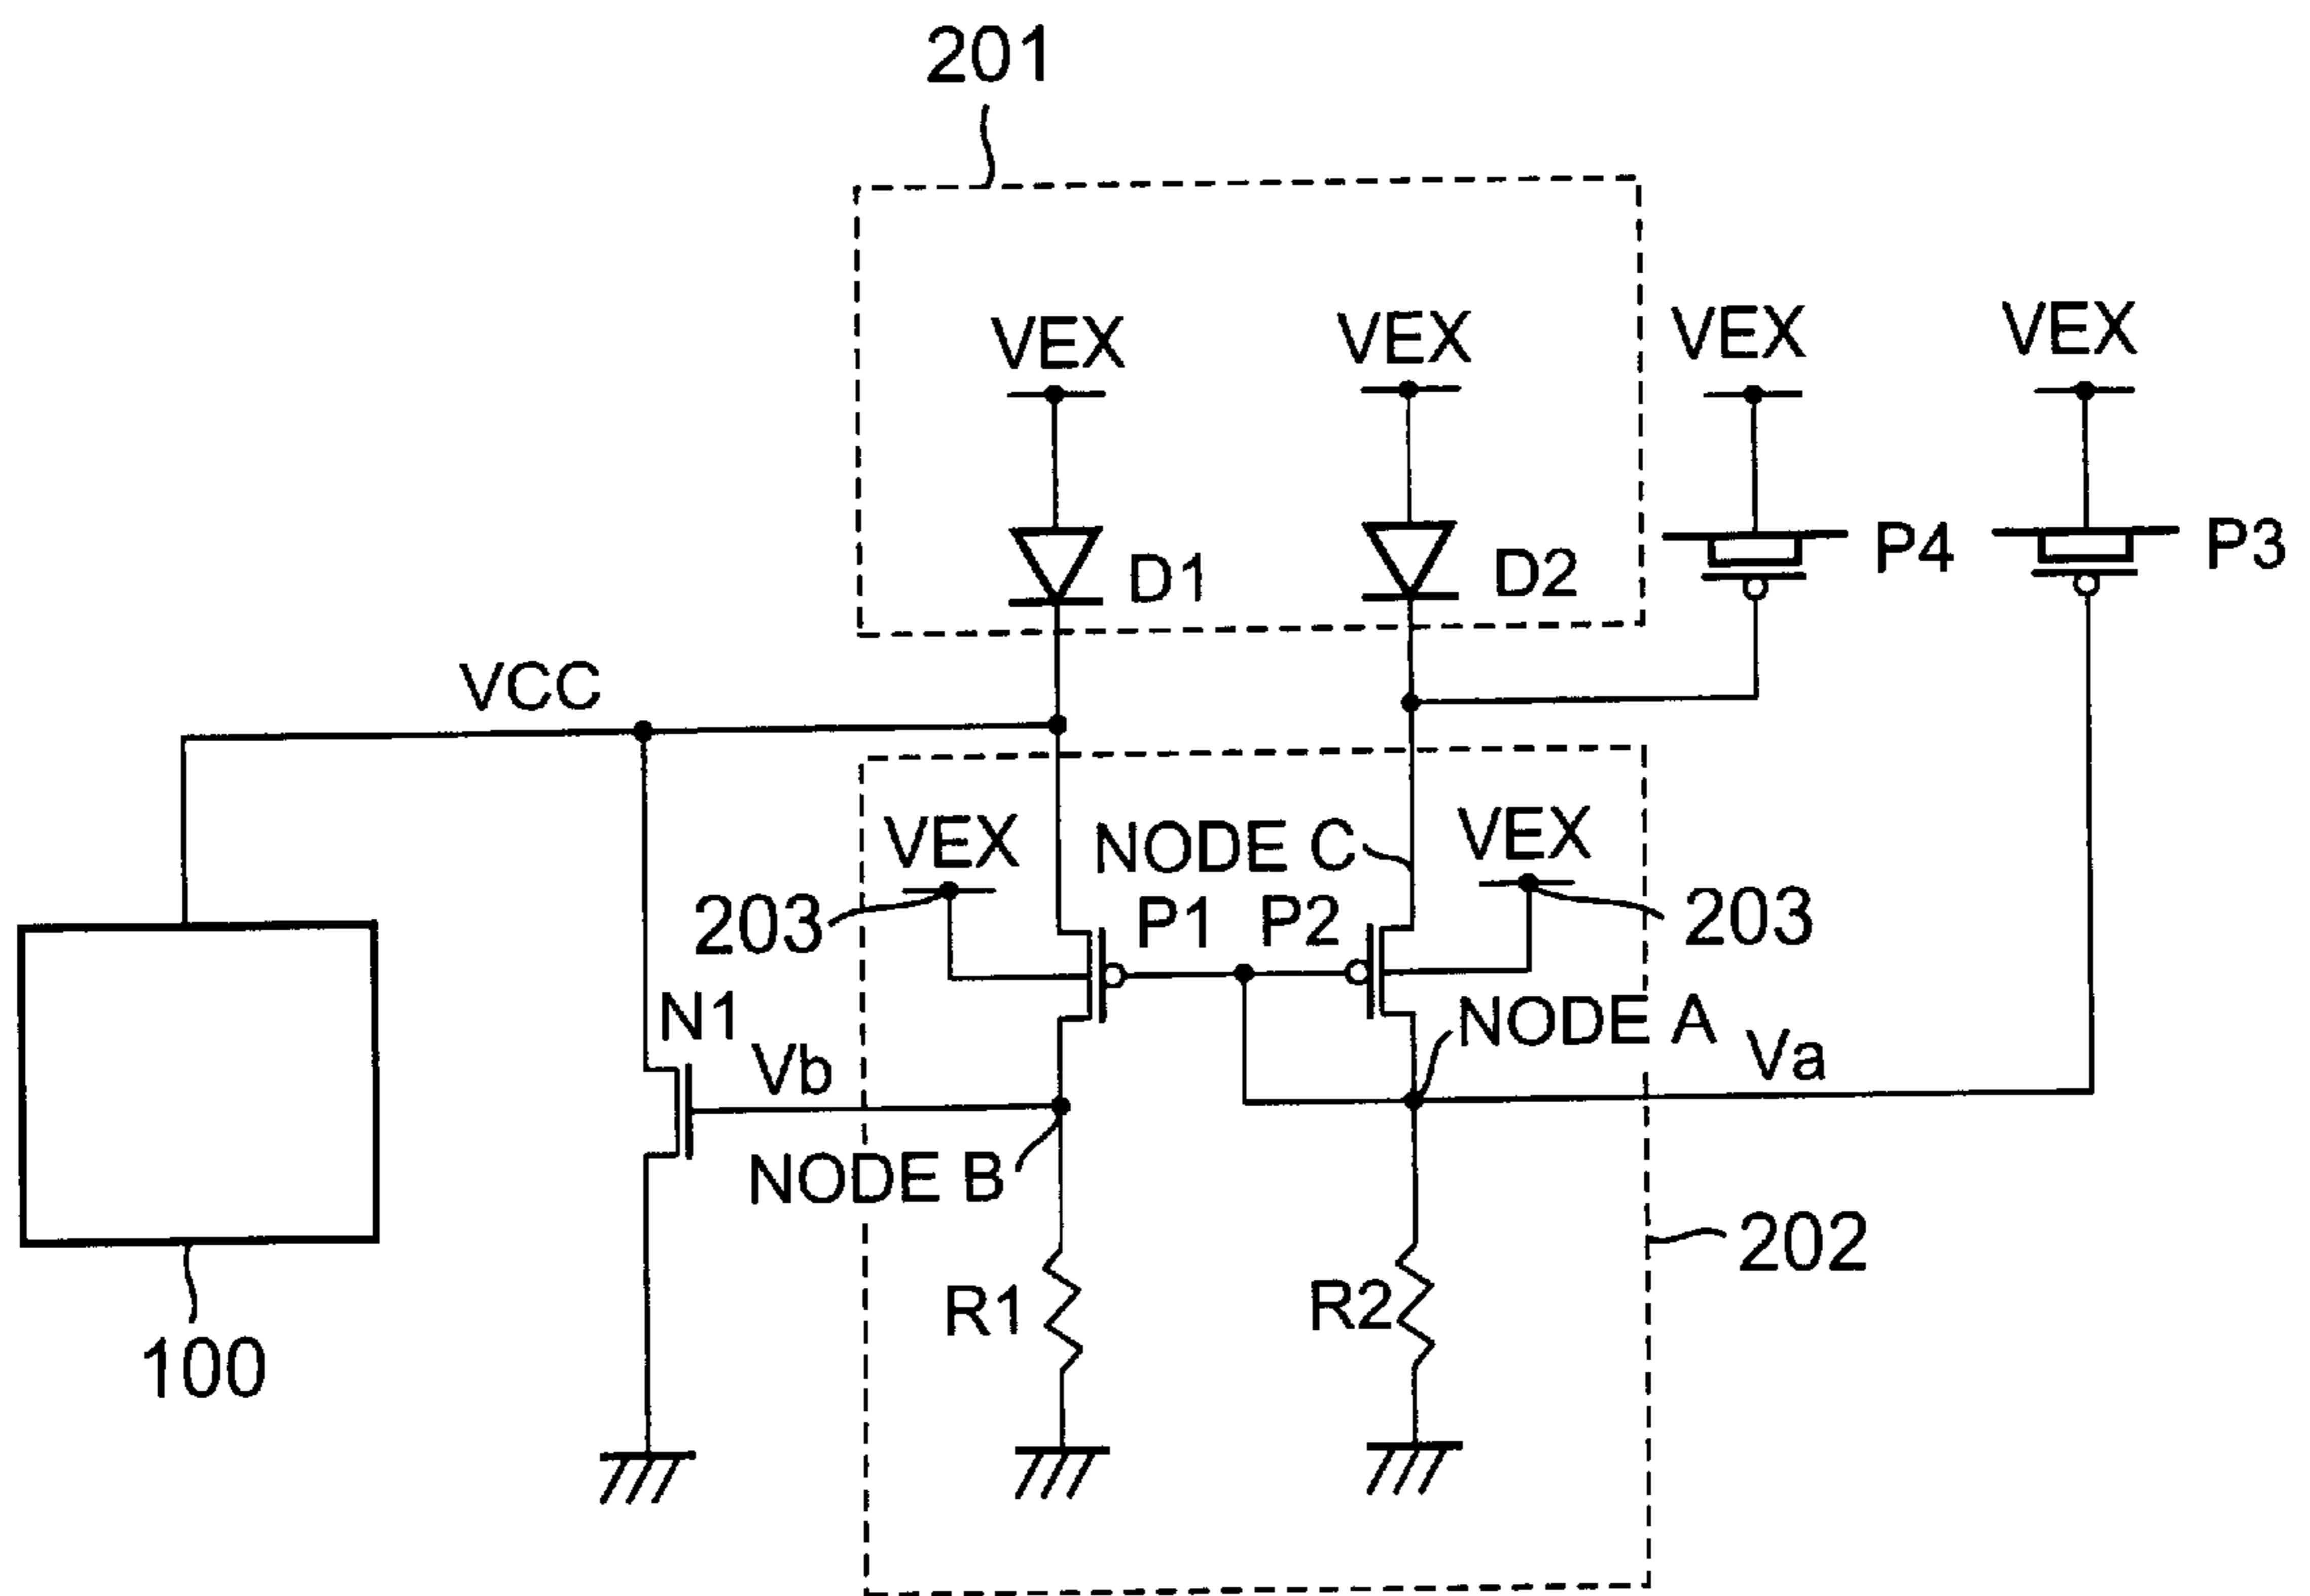 201
VEX
VEX
VEX
VEX
D1
D2
P4
P3
VCC
VEX
NODE C
VEX
203
P1
P2
203
N1
Vb
NODE A
Va
NODE B
202
R1
R2
100